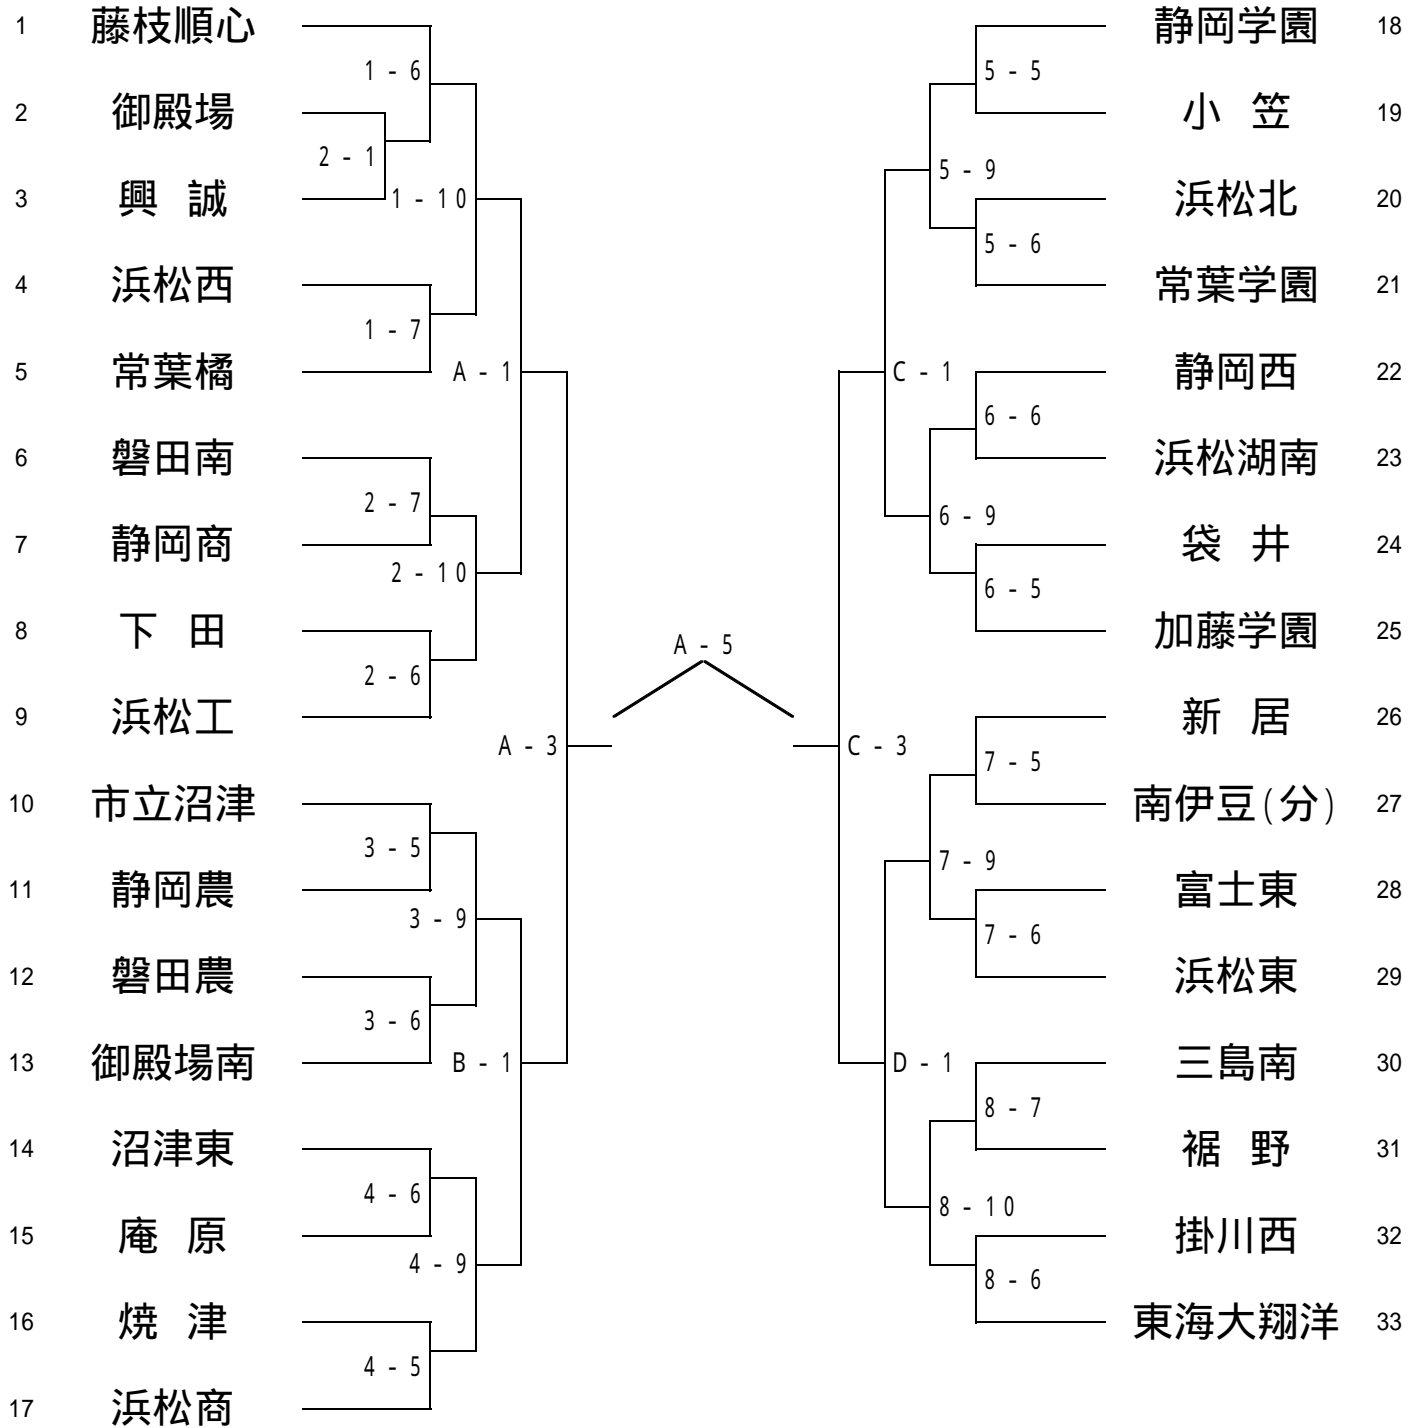 1 藤枝順心
1 - 6
2 御殿場
2 - 1
3 興 誠
1 - 10
4 浜松西
1 - 7
5 常葉橘
A - 1
6 磐田南
2 - 7
7 静岡商
2 - 10
8 下 田
2 - 6
9 浜松工
A - 3
10 市立沼津
3 - 5
11 静岡農
3 - 9
12 磐田農
3 - 6
13 御殿場南
B - 1
14 沼津東
4 - 6
15 庵 原
4 - 9
16 焼 津
4 - 5
17 浜松商
A - 5
静岡学園 18
5 - 5
小 笠 19
5 - 9
浜松北 20
5 - 6
常葉学園 21
C - 1
静岡西 22
6 - 6
浜松湖南 23
6 - 9
袋 井 24
6 - 5
加藤学園 25
新 居 26
C - 3
7 - 5
南伊豆(分) 27
7 - 9
富士東 28
7 - 6
浜松東 29
D - 1
三島南 30
8 - 7
裾 野 31
8 - 10
掛川西 32
8 - 6
東海大翔洋 33